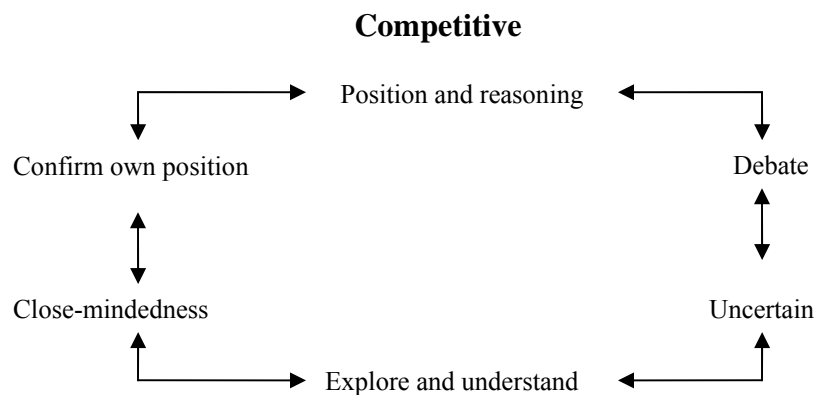 Competitive
Position and reasoning
Confirm own position
Debate
Close-mindedness
Uncertain
Explore and understand